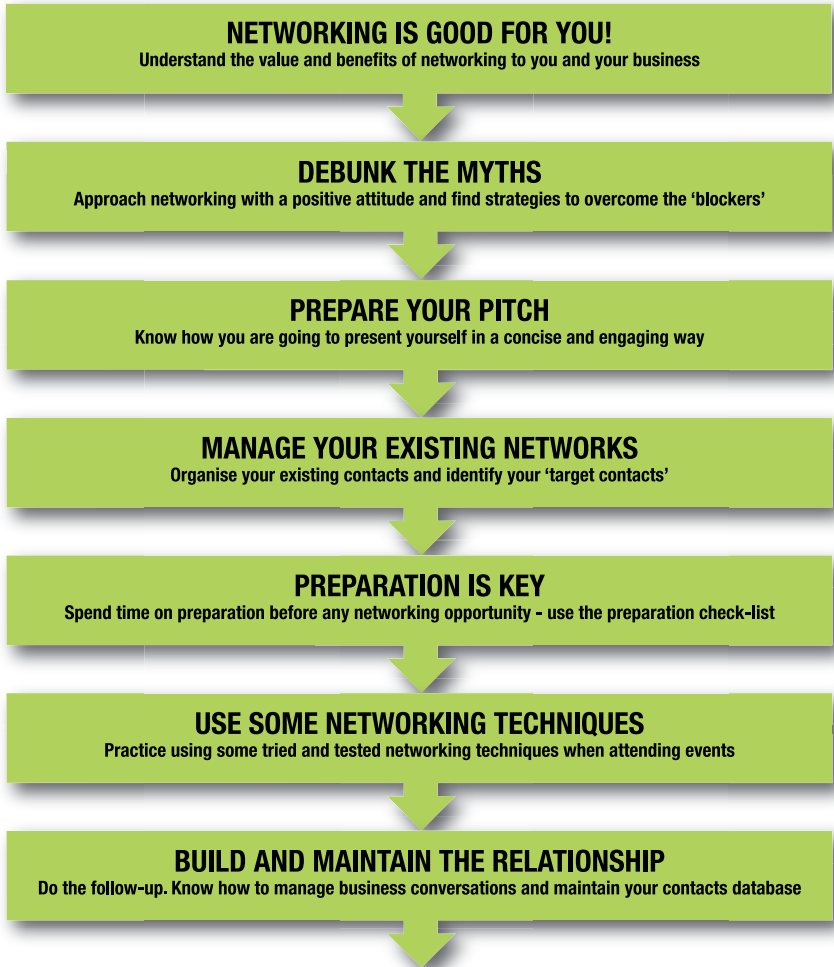 NETWORKING IS GOOD FOR YOU!
Understand the value and benefits of networking to you and your business
DEBUNK THE MYTHS
Approach networking with a positive attitude and find strategies to overcome the ‘blockers’
PREPARE YOUR PITCH
Know how you are going to present yourself in a concise and engaging way
MANAGE YOUR EXISTING NETWORKS
Organise your existing contacts and identify your ‘target contacts’
PREPARATION IS KEY
Spend time on preparation before any networking opportunity - use the preparation check-list
USE SOME NETWORKING TECHNIQUES
Practice using some tried and tested networking techniques when attending events
BUILD AND MAINTAIN THE RELATIONSHIP
Do the follow-up. Know how to manage business conversations and maintain your contacts database